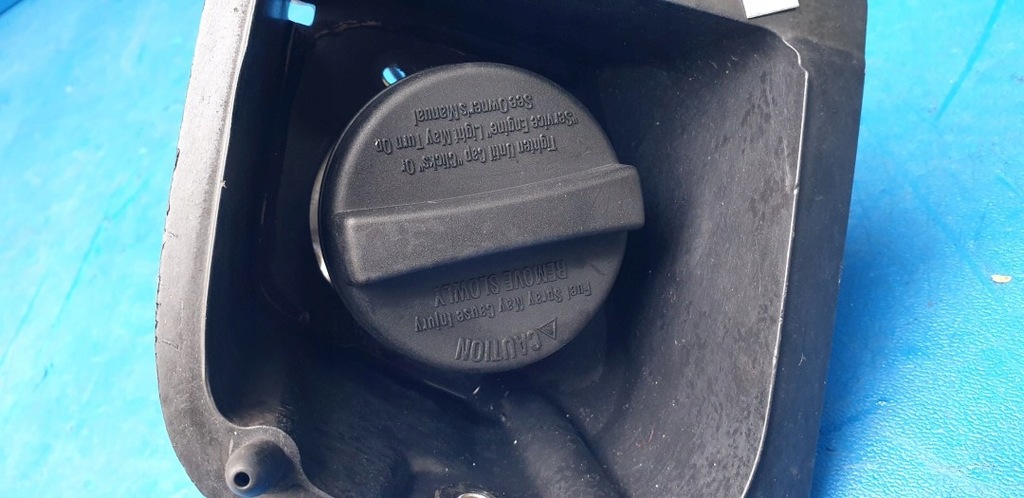 ⚠CAUTION
Fuel Spray May Cause Injury
REMOVE SLOWLY
Tighten Until Cap "Clicks" Or
"Service Engine" Light May Turn On.
See Owner's Manual